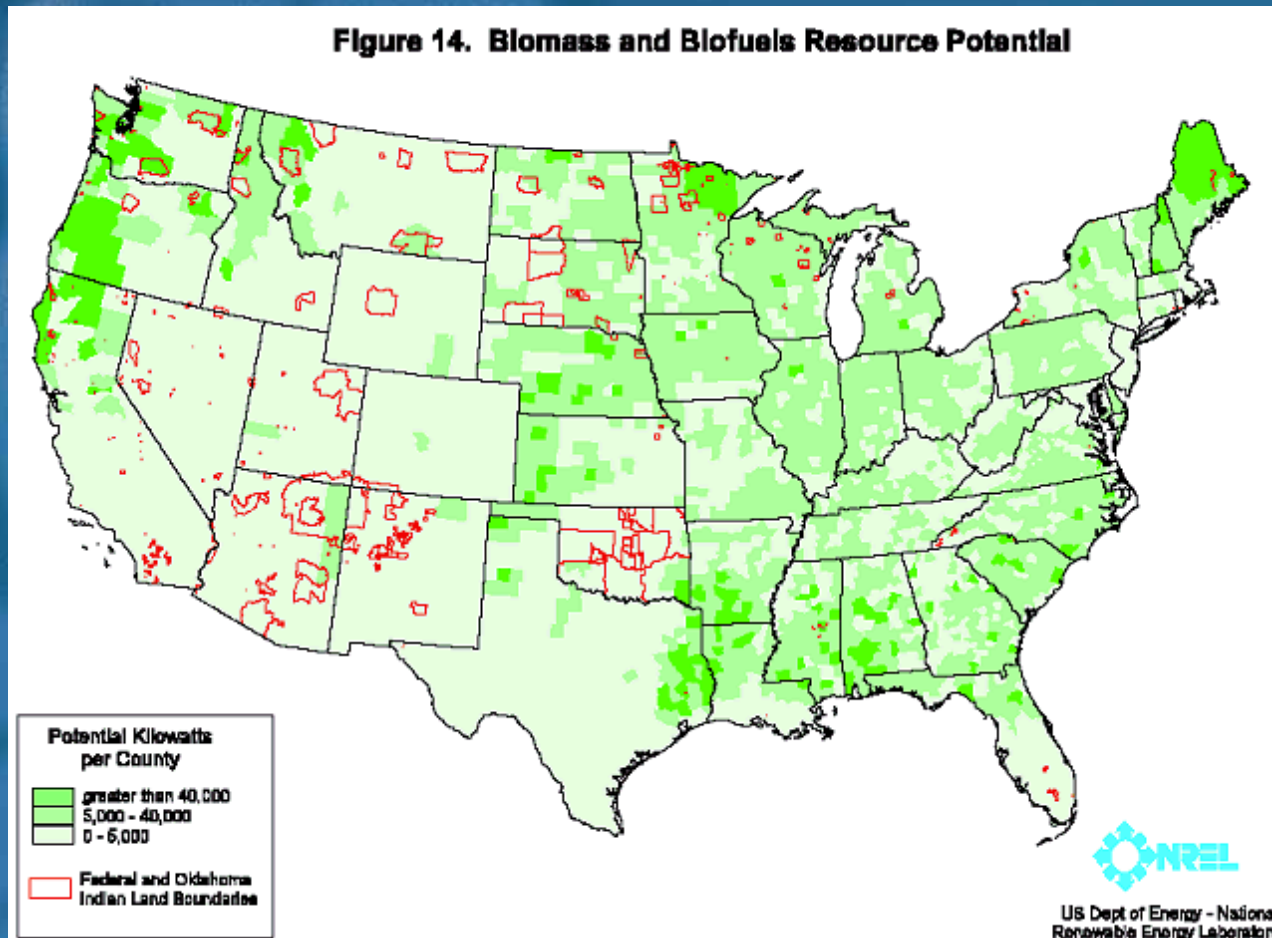 Figure 14. Biomass and Biofuels Resource Potential
Potential Kilowatts
per County
greater than 40,000
5,000 - 40,000
0 - 5,000
Federal and Oklahoma
Indian Land Boundaries
NREL
US Dept of Energy - Nationa
Renewable Energy Laborator